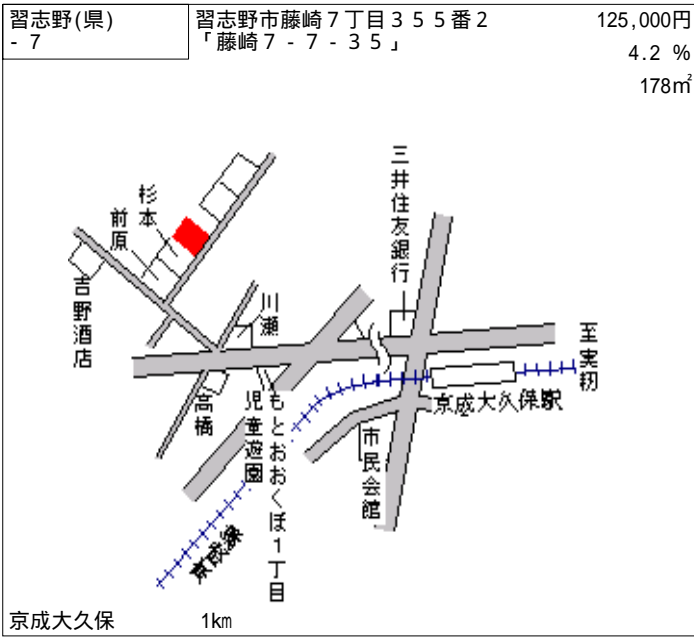 習志野(県)
- 7
習志野市藤崎7丁目355番2
「藤崎7-7-35」
125,000円
4.2 %
178㎡
三井住友銀行
杉本
前原
吉野酒店
川瀬
高橋
児童遊園
もとおおくぼ1丁目
市民会館
京成大久保駅
至実籾
京成線
京成大久保
1km